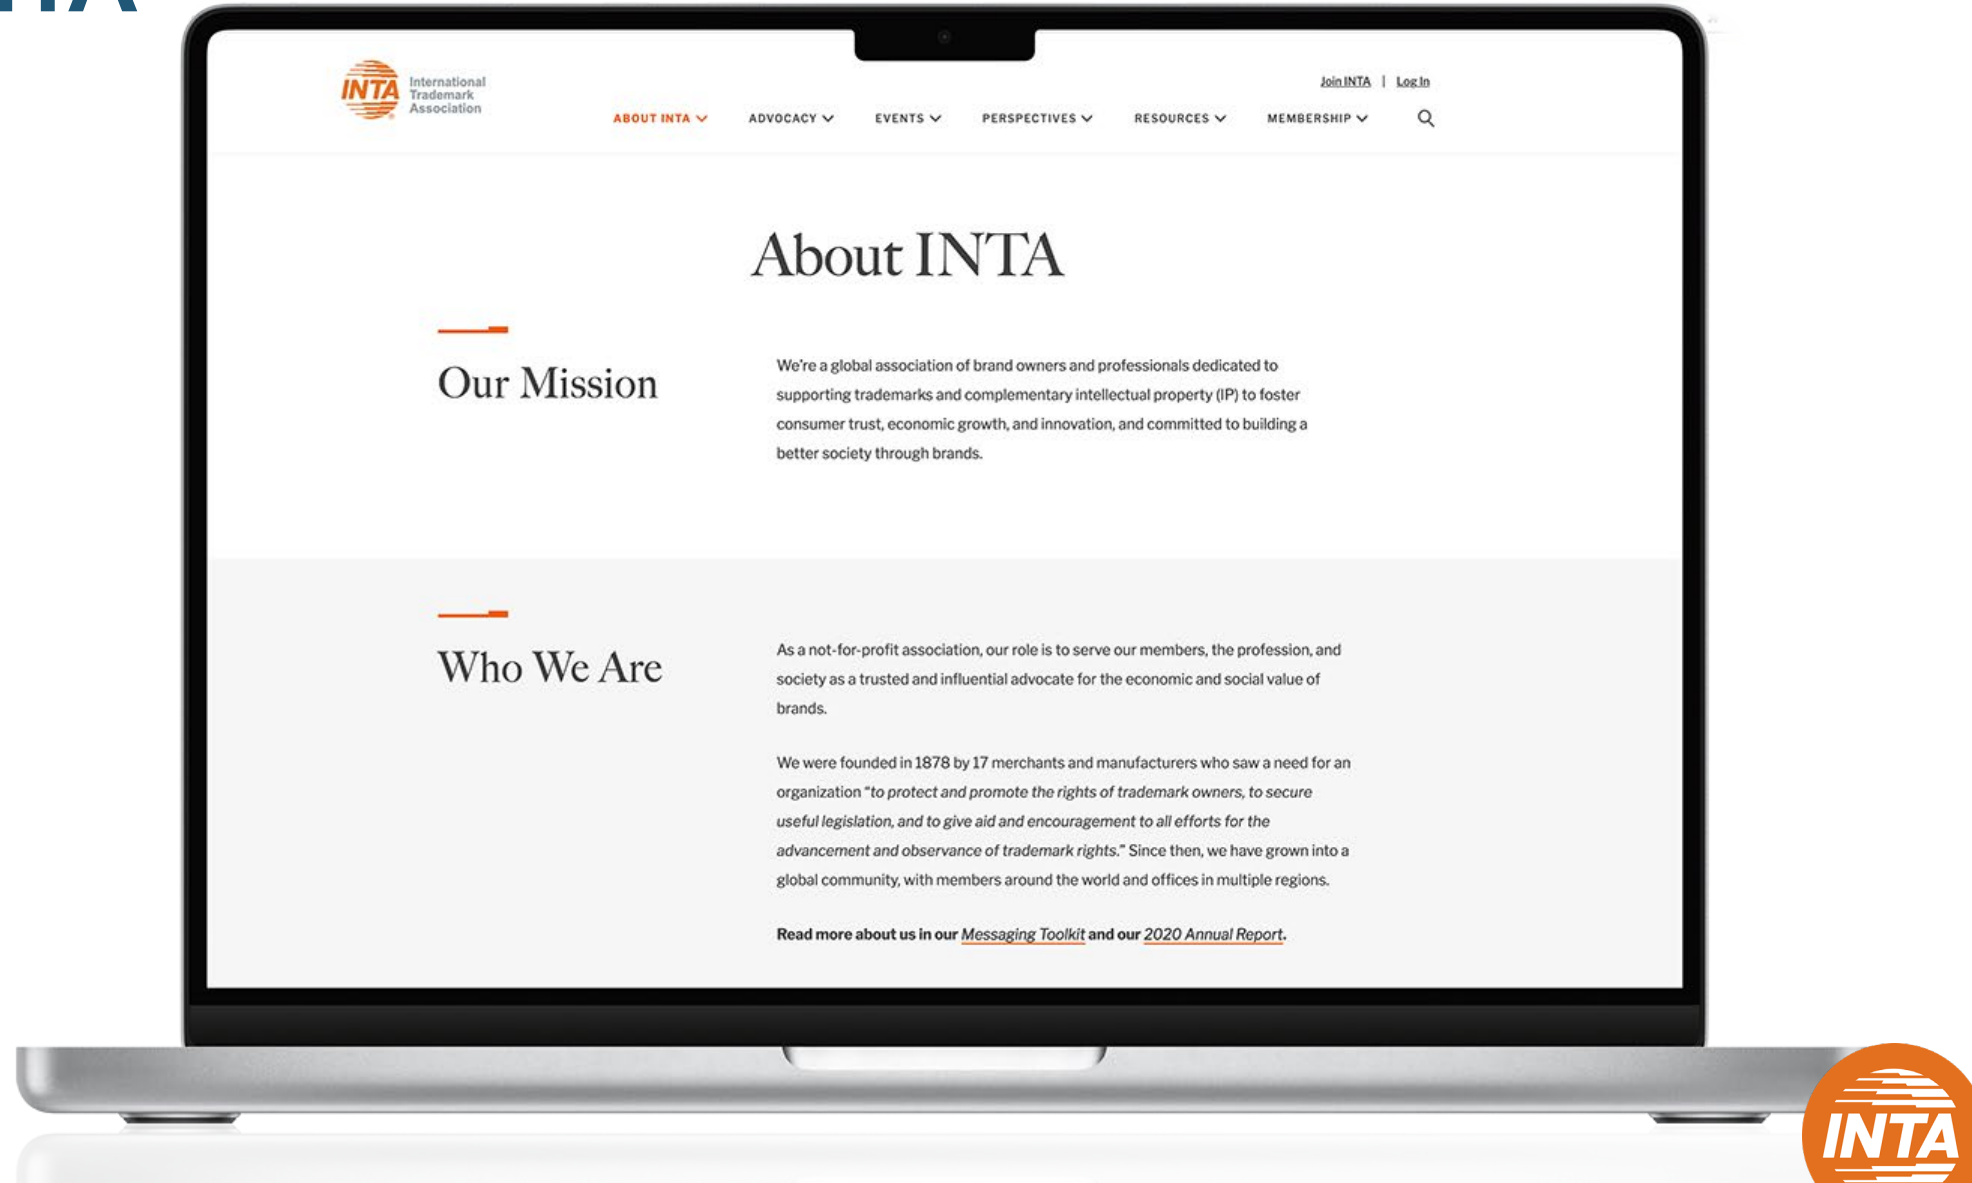 INTA
International
Trademark
Association
Join INTA | Log In
ABOUT INTA ADVOCACY EVENTS PERSPECTIVES RESOURCES MEMBERSHIP
About INTA
Our Mission
We're a global association of brand owners and professionals dedicated to
supporting trademarks and complementary intellectual property (IP) to foster
consumer trust, economic growth, and innovation, and committed to building a
better society through brands.
Who We Are
As a not-for-profit association, our role is to serve our members, the profession, and
society as a trusted and influential advocate for the economic and social value of
brands.
We were founded in 1878 by 17 merchants and manufacturers who saw a need for an
organization “to protect and promote the rights of trademark owners, to secure
useful legislation, and to give aid and encouragement to all efforts for the
advancement and observance of trademark rights.” Since then, we have grown into a
global community, with members around the world and offices in multiple regions.
Read more about us in our Messaging Toolkit and our 2020 Annual Report.
INTA